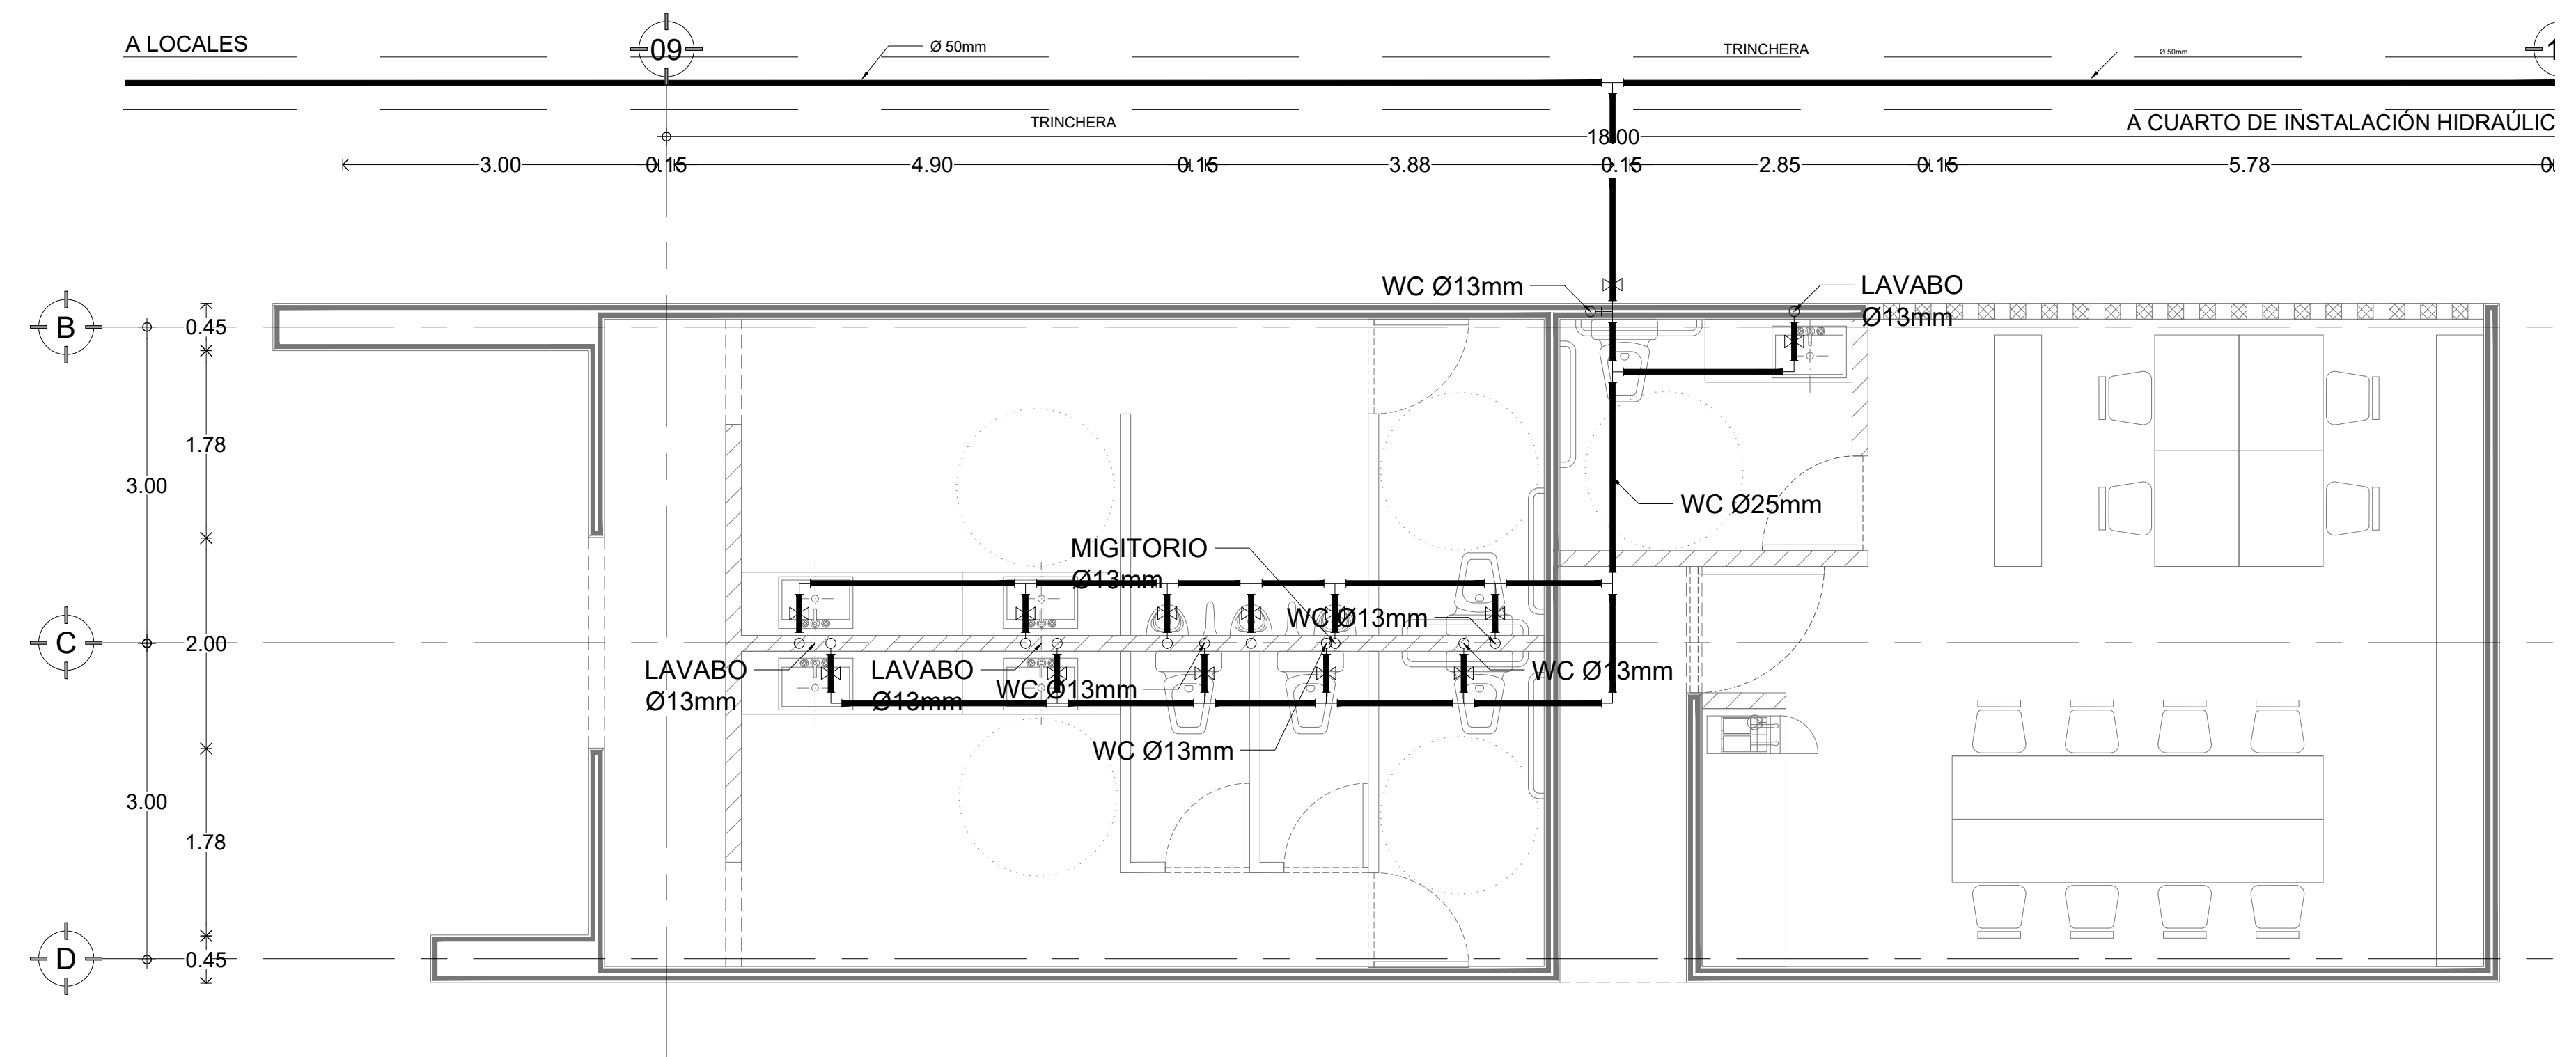 A LOCALES
09
Ø 50mm
TRINCHERA
Ø 50mm
TRINCHERA
18.00
A CUARTO DE INSTALACIÓN HIDRAÚLIC
3.00
0.15
4.90
0.15
3.88
0.15
2.85
0.15
5.78
WC Ø13mm
LAVABO
Ø13mm
B
0.45
1.78
3.00
WC Ø25mm
MIGITORIO
Ø13mm
WC Ø13mm
C
2.00
LAVABO
Ø13mm
LAVABO
Ø13mm
WC Ø13mm
WC Ø13mm
WC Ø13mm
3.00
1.78
D
0.45